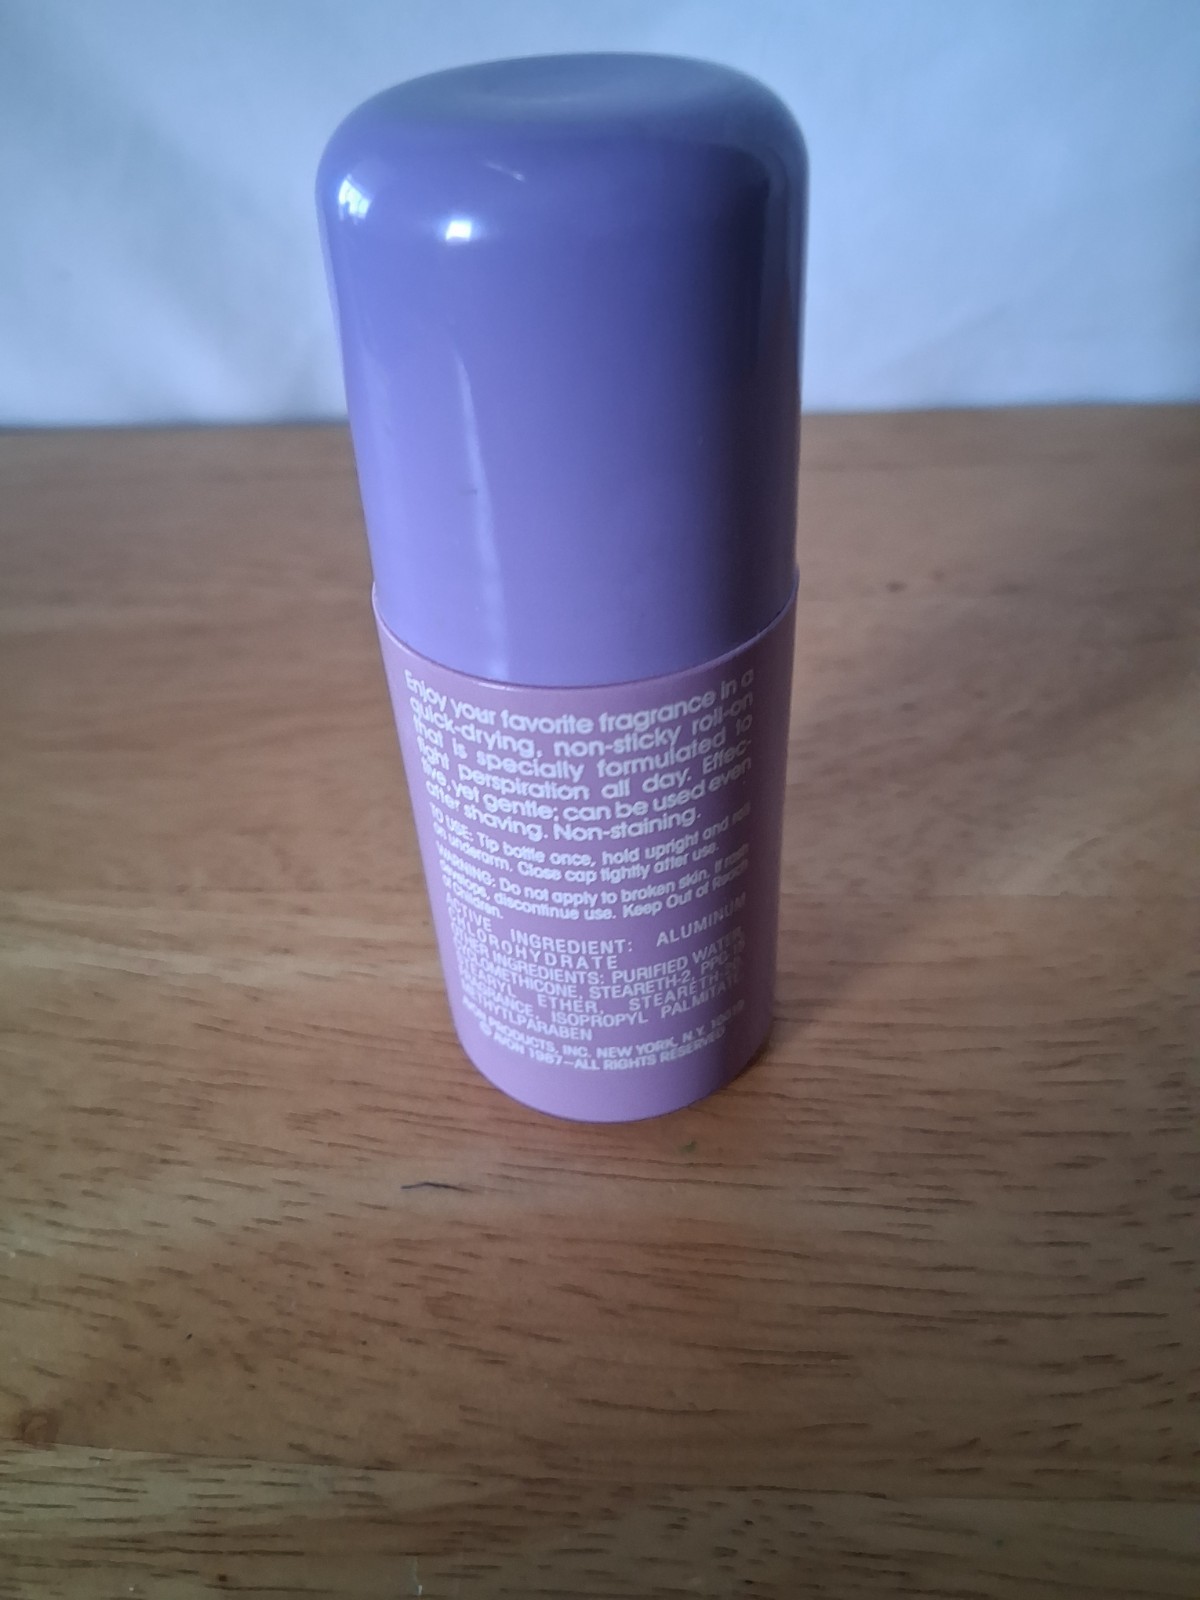 Enjoy your favorite fragrance in a
quick-drying, non-sticky roll-on
that is specially formulated to
fight perspiration all day. Effec-
tive, yet gentle; can be used even
after shaving. Non-staining.
TO USE: Tip bottle once, hold upright and roll
on underarm. Close cap tightly after use.
WARNING: Do not apply to broken skin. If rash
develops, discontinue use. Keep Out of Reach
of Children.
ACTIVE INGREDIENT: ALUMINUM
CHLOROHYDRATE
OTHER INGREDIENTS: PURIFIED WATER,
CYCLOMETHICONE, STEARETH-2, PPG-15
STEARYL ETHER, STEARETH-20,
FRAGRANCE, ISOPROPYL PALMITATE,
METHYLPARABEN
AVON PRODUCTS, INC. NEW YORK, N.Y. 10019
© AVON 1987–ALL RIGHTS RESERVED